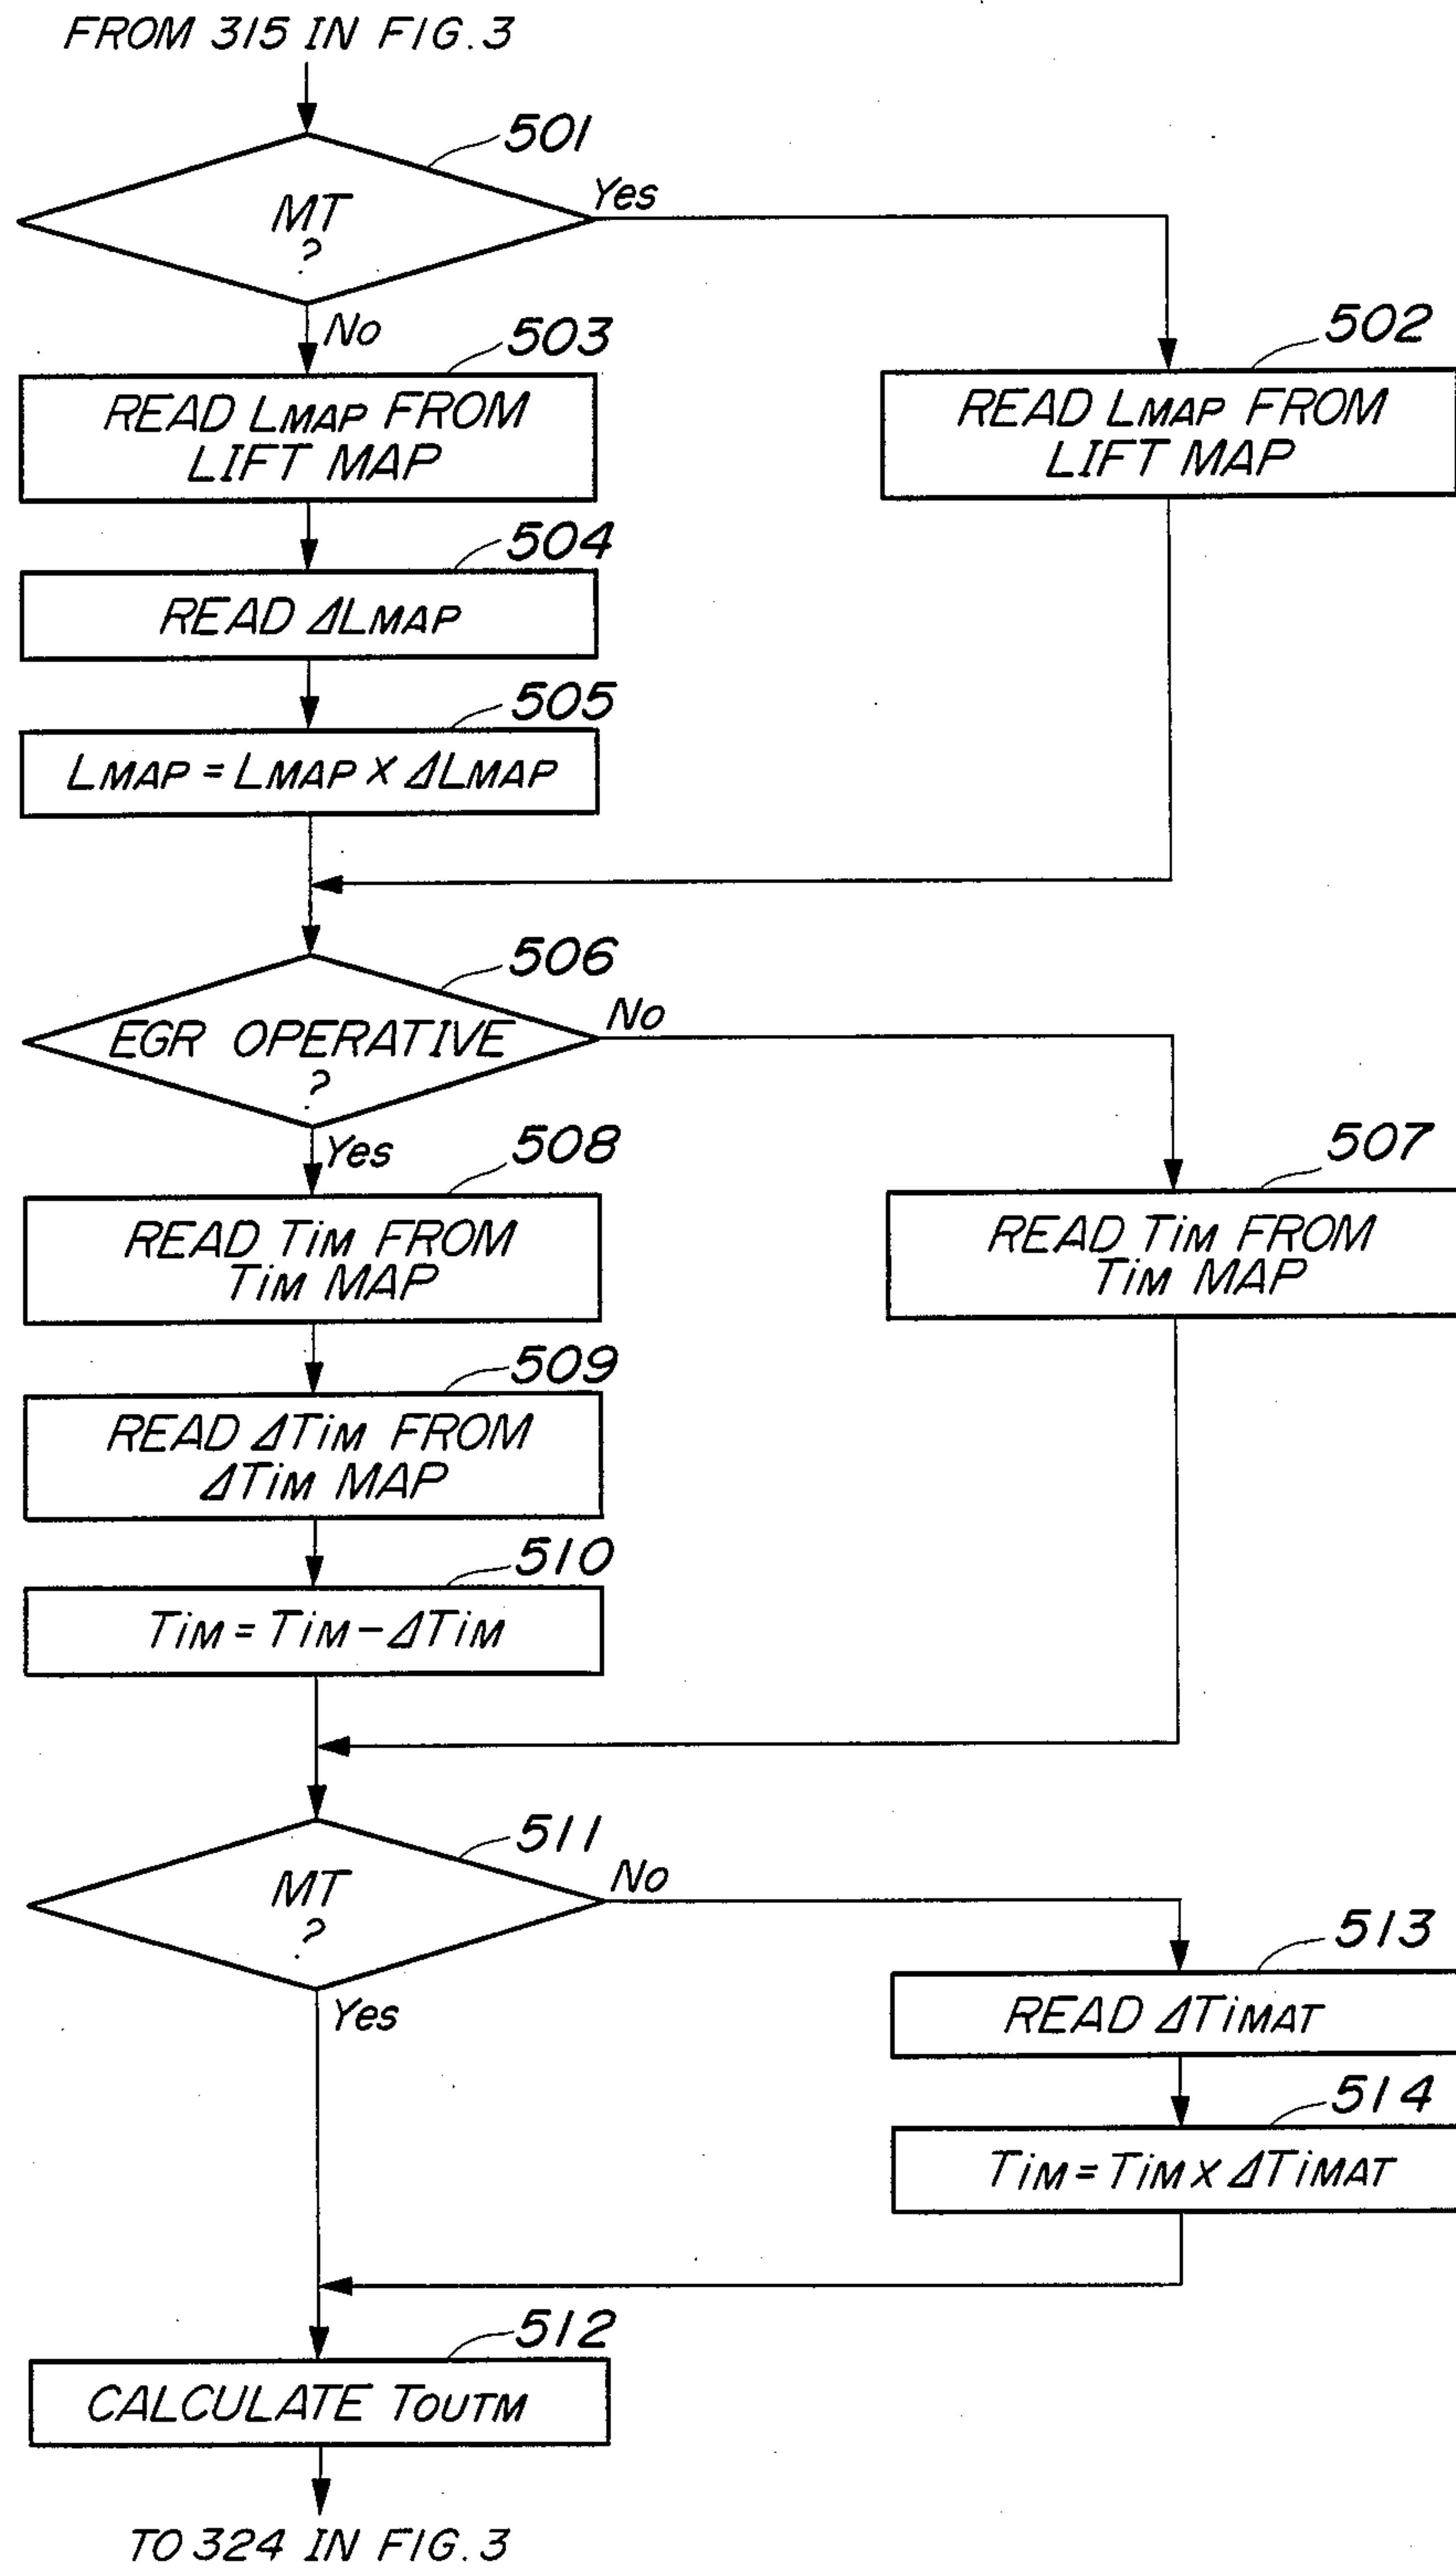 FROM 315 IN FIG.3
501
MT
?
Yes
No
503
READ LMAP FROM
LIFT MAP
502
READ LMAP FROM
LIFT MAP
504
READ ΔLMAP
505
LMAP = LMAP x ΔLMAP
506
EGR OPERATIVE
?
No
Yes
508
READ TiM FROM
TiM MAP
507
READ TiM FROM
TiM MAP
509
READ ΔTiM FROM
ΔTiM MAP
510
TiM = TiM - ΔTiM
511
MT
?
No
Yes
513
READ ΔTiMAT
514
TiM = TiM x ΔTiMAT
512
CALCULATE TOUTM
TO 324 IN FIG.3